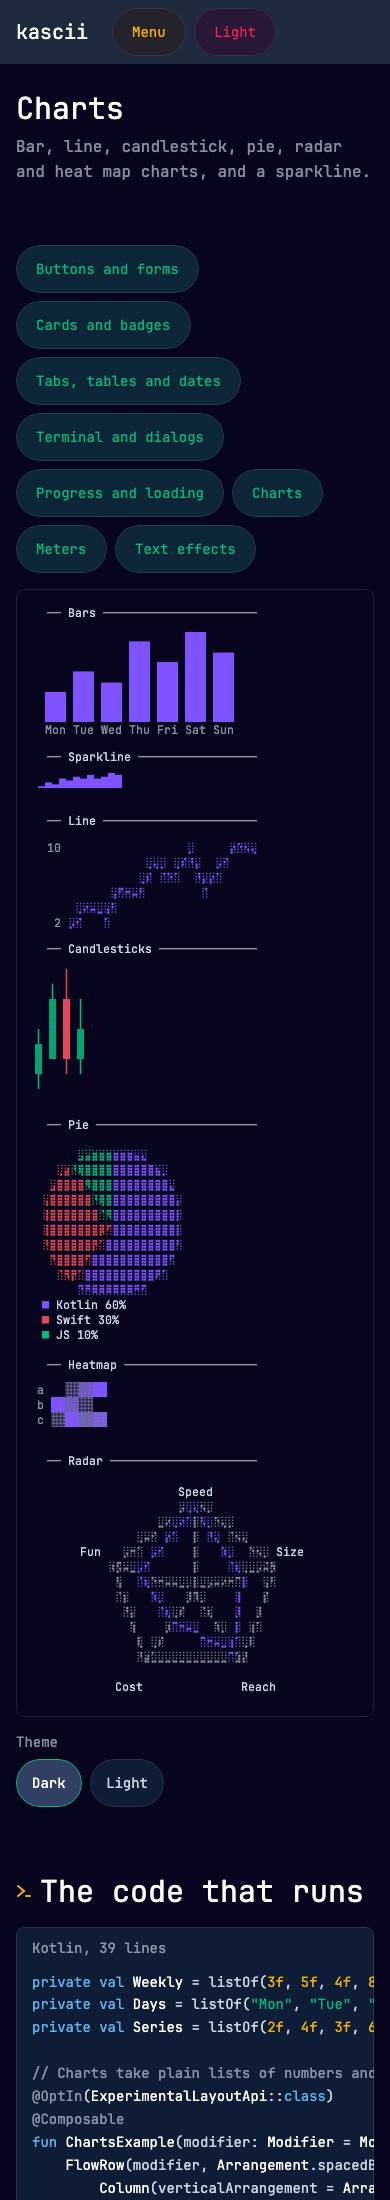 kascii Menu Light
Charts
Bar, line, candlestick, pie, radar
and heat map charts, and a sparkline.
Buttons and forms
Cards and badges
Tabs, tables and dates
Terminal and dialogs
Progress and loading Charts
Meters Text effects
Bars
Mon Tue Wed Thu Fri Sat Sun
Sparkline
Line
10
2
Candlesticks
Pie
Kotlin 60%
Swift 30%
JS 10%
Heatmap
a
b
c
Radar
Speed
Fun Size
Cost Reach
Theme
Dark Light
>_ The code that runs
Kotlin, 39 lines
private val Weekly = listOf(3f, 5f, 4f, 8
private val Days = listOf("Mon", "Tue", "
private val Series = listOf(2f, 4f, 3f, 6
// Charts take plain lists of numbers and
@OptIn(ExperimentalLayoutApi::class)
@Composable
fun ChartsExample(modifier: Modifier = Mo
FlowRow(modifier, Arrangement.spacedB
Column(verticalArrangement = Arra